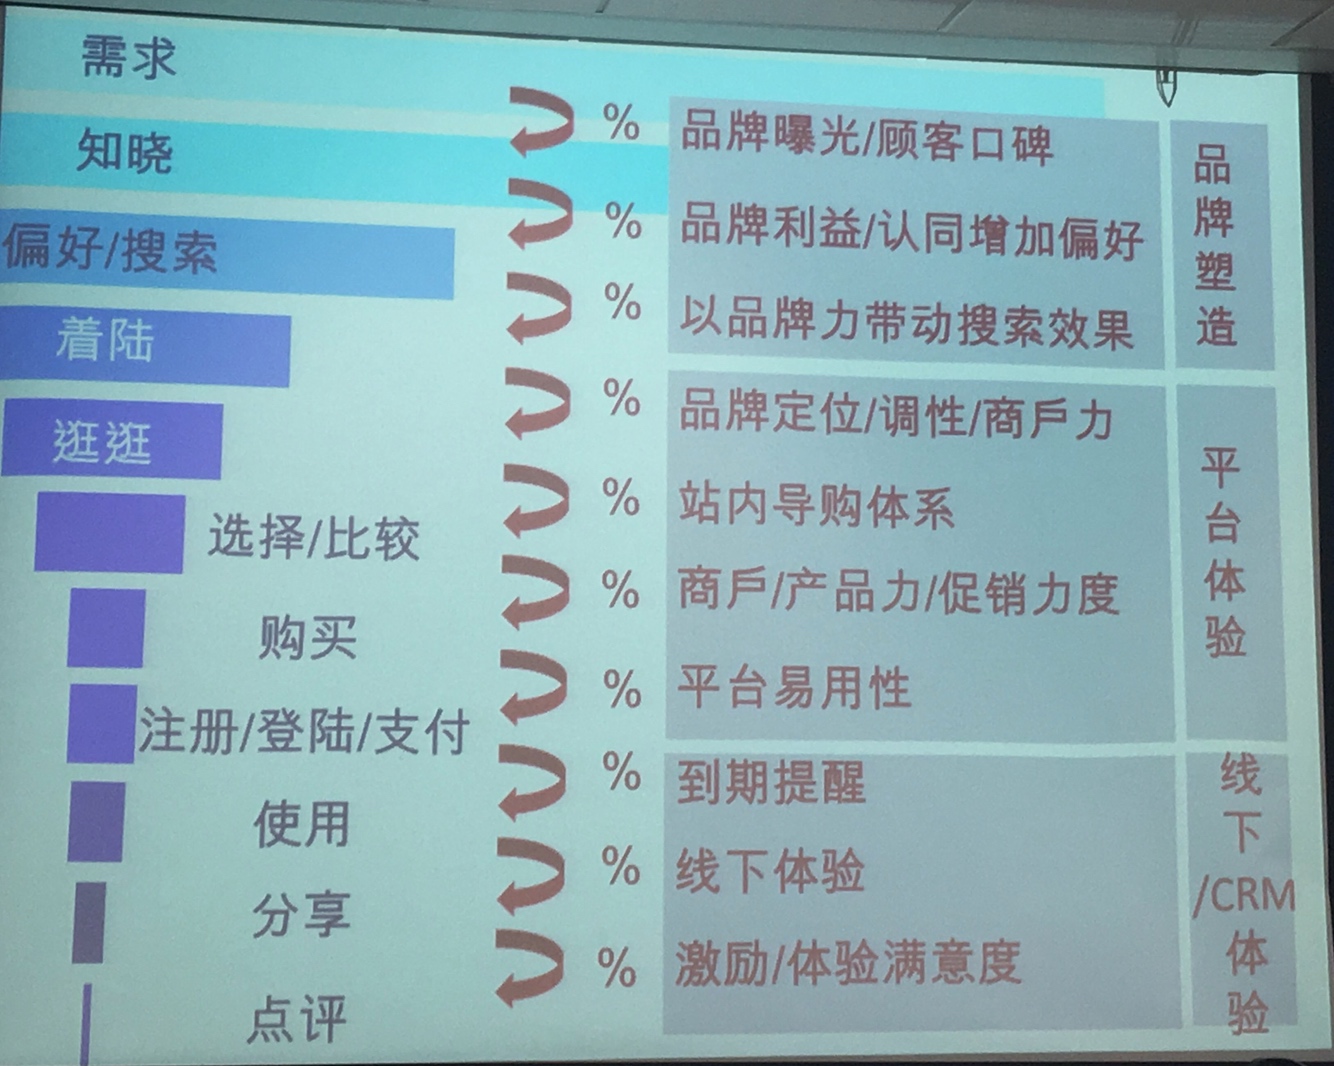 需求
%
品牌曝光/顾客口碑
知晓
%
品牌利益/认同增加偏好
偏好/搜索
%
以品牌力带动搜索效果
品牌塑造
着陆
%
品牌定位/调性/商戶力
逛逛
%
站内导购体系
选择/比较
%
商戶/产品力/促销力度
购买
%
平台易用性
平台体验
注册/登陆/支付
%
到期提醒
使用
%
线下体验
分享
%
激励/体验满意度
点评
线下/CRM体验